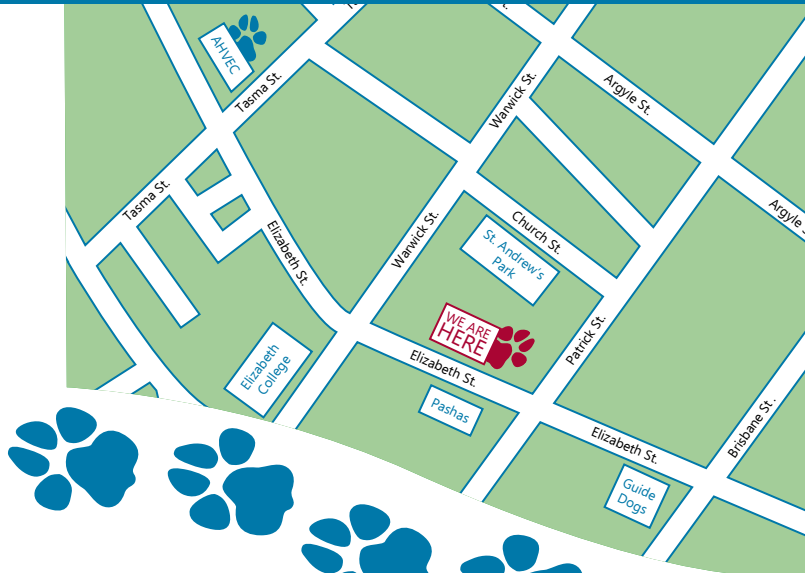 AHVEC
Tasma St.
Warwick St.
Argyle St.
Tasma St.
Elizabeth St.
Warwick St.
Church St.
St. Andrew's
Park
Argyle S
WE ARE
HERE
Elizabeth St.
Patrick St.
Elizabeth
College
Pashas
Elizabeth St.
Brisbane St.
Guide
Dogs